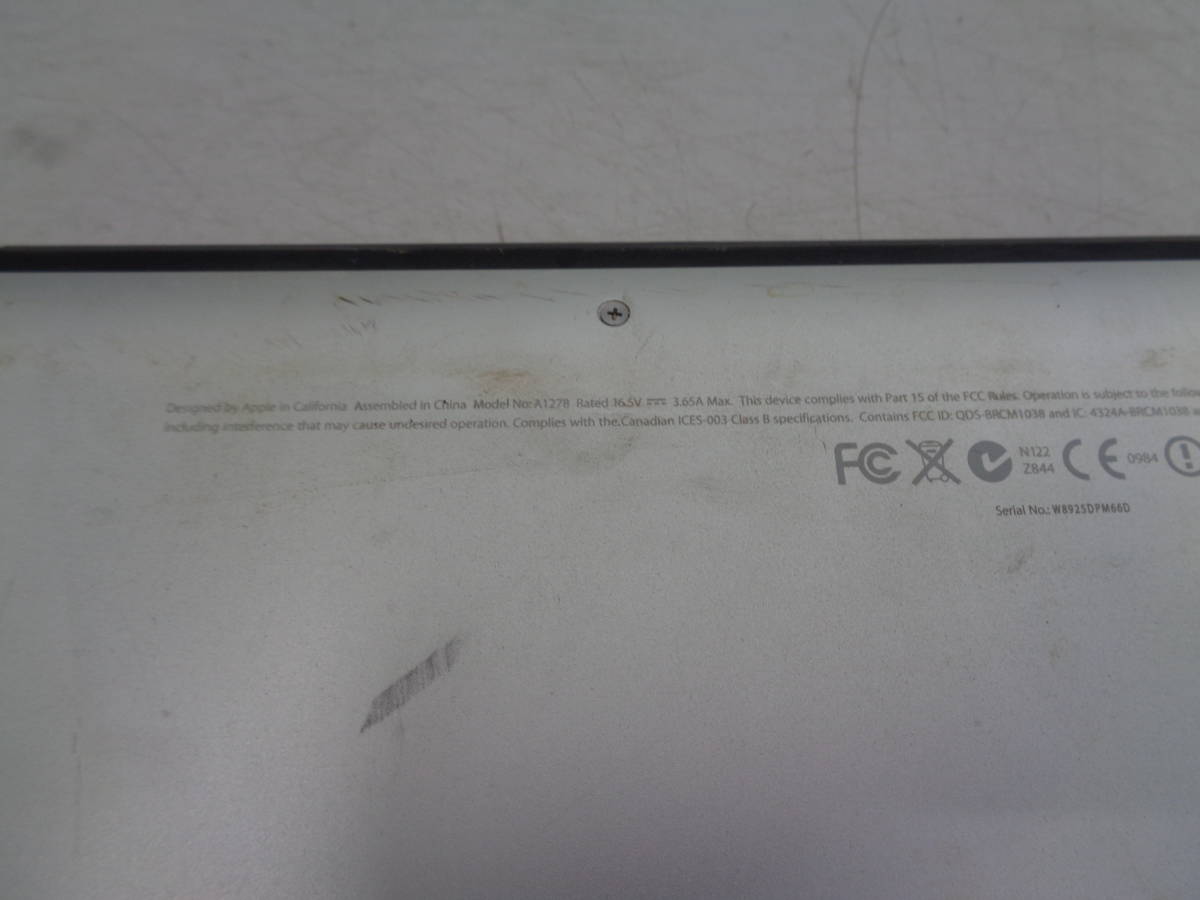 Designed by Apple in California Assembled in China Model No: A1278 Rated 16.5V 3.65A Max. This device complies with Part 15 of the FCC Rules. Operation is subject to the follo
including interference that may cause undesired operation. Complies with the Canadian ICES-003 Class B specifications. Contains FCC ID: QDS-BRCM1038 and IC: 4324A-BRCM1038 a
FC N122 CE 0984
Z844
Serial No.: W8925DPM66D